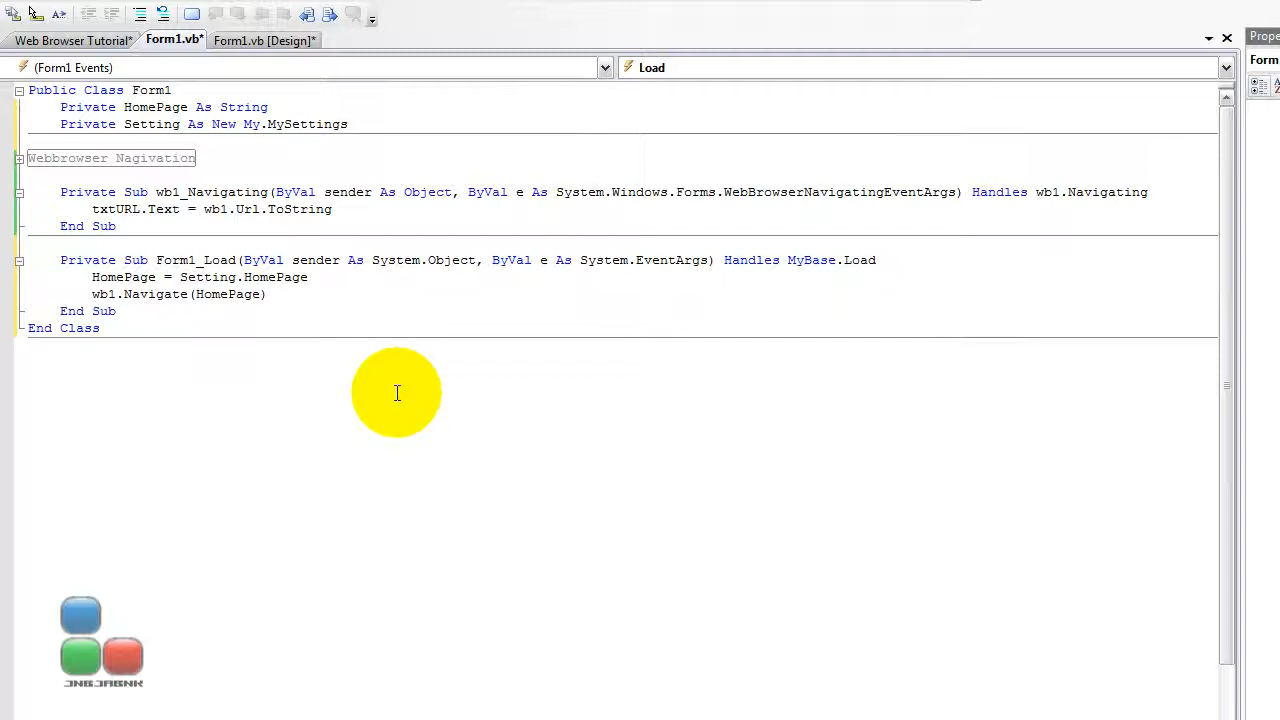 Web Browser Tutorial*
Form1.vb*
Form1.vb [Design]*
Form
(Form1 Events)
Load
Public Class Form1
Private HomePage As String
Private Setting As New My.MySettings
Webbrowser Nagivation
Private Sub wb1_Navigating(ByVal sender As Object, ByVal e As System.Windows.Forms.WebBrowserNavigatingEventArgs) Handles wb1.Navigating
txtURL.Text = wb1.Url.ToString
End Sub
Private Sub Form1_Load(ByVal sender As System.Object, ByVal e As System.EventArgs) Handles MyBase.Load
HomePage = Setting.HomePage
wb1.Navigate(HomePage)
End Sub
End Class